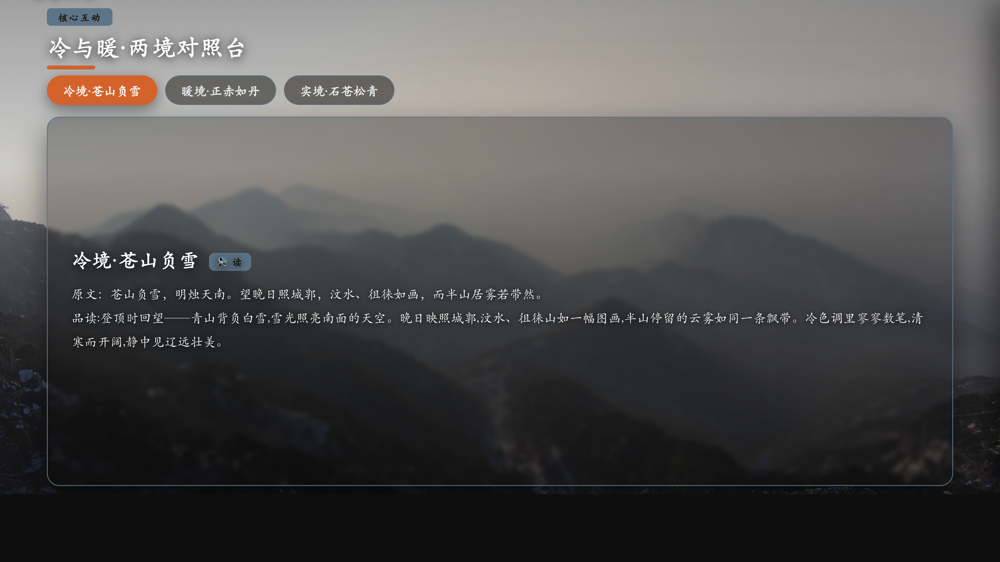 核心互动
冷与暖·两境对照台
冷境·苍山负雪
暖境·正赤如丹
实境·石苍松青
冷境·苍山负雪
读
原文：苍山负雪，明烛天南。望晚日照城郭，汶水、徂徕如画，而半山居雾若带然。
品读:登顶时回望——青山背负白雪,雪光照亮南面的天空。晚日映照城郭,汶水、徂徕山如一幅图画,半山停留的云雾如同一条飘带。冷色调里寥寥数笔,清
寒而开阔,静中见辽远壮美。